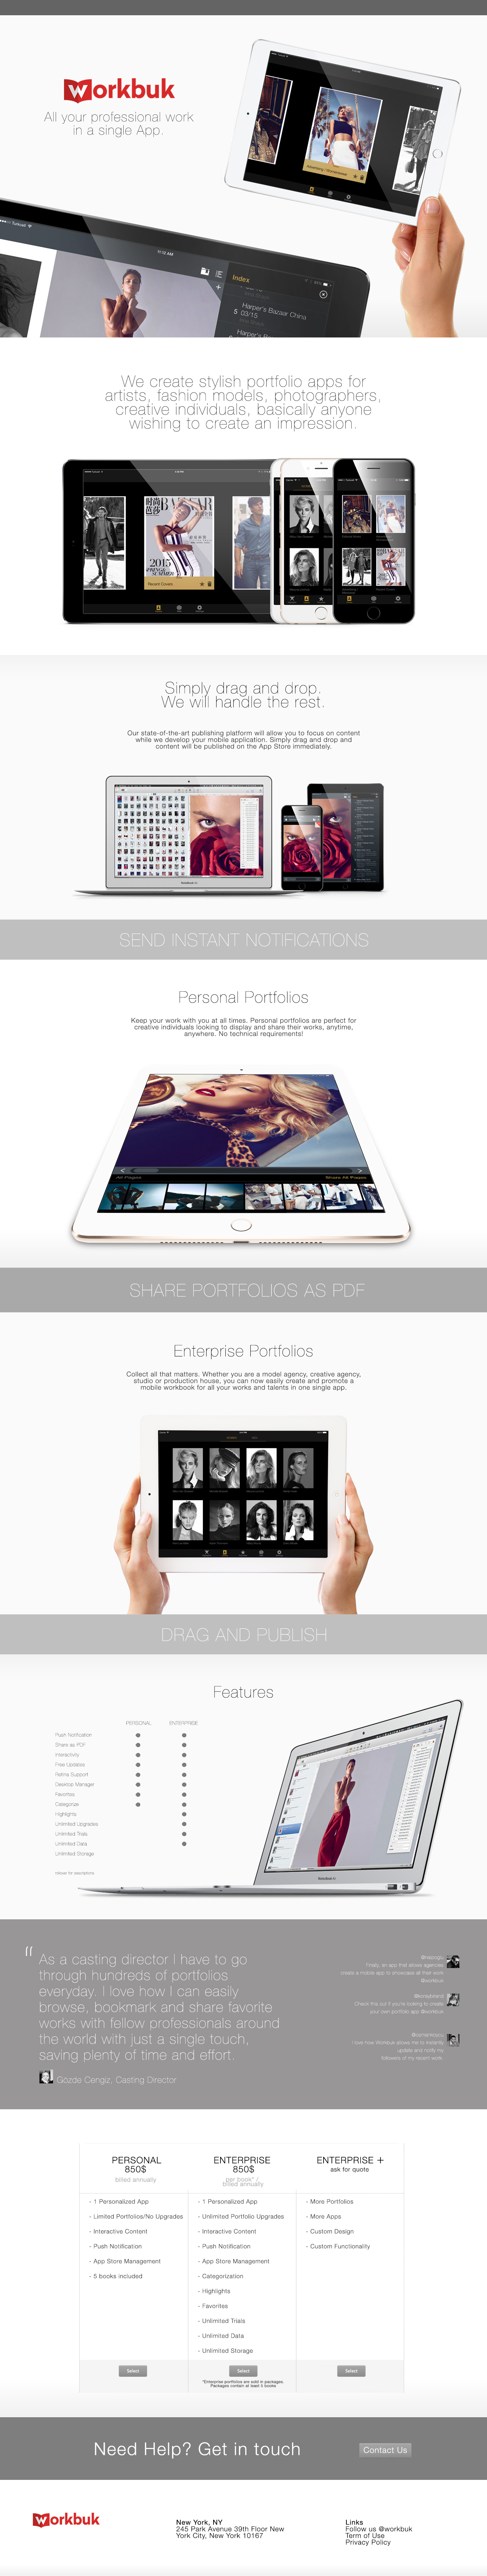 Workbuk
All your professional work
in a single App.
11:12 AM
Index
Harper's Bazaar China
5 03/15
We create stylish portfolio apps for
artists, fashion models, photographers,
creative individuals, basically anyone
wishing to create an impression.
BAZAAR
2015
Recent Covers
Simply drag and drop.
We will handle the rest.
Our state-of-the-art publishing platform will allow you to focus on content
while we develop your mobile application. Simply drag and drop and
content will be published on the App Store immediately.
SEND INSTANT NOTIFICATIONS
Personal Portfolios
Keep your work with you at all times. Personal portfolios are perfect for
creative individuals looking to display and share their works, anytime,
anywhere. No technical requirements!
All Pages
Share All Pages
SHARE PORTFOLIOS AS PDF
Enterprise Portfolios
Collect all that matters. Whether you are a model agency, creative agency,
studio or production house, you can now easily create and promote a
mobile workbook for all your works and talents in one single app.
DRAG AND PUBLISH
Features
PERSONAL ENTERPRISE
Push Notification
Share as PDF
Interactivity
Free Updates
Retina Support
Desktop Manager
Favorites
Categorize
Highlights
Unlimited Upgrades
Unlimited Trials
Unlimited Data
Unlimited Storage
rollover for descriptions
“
As a casting director I have to go
through hundreds of portfolios
everyday. I love how I can easily
browse, bookmark and share favorite
works with fellow professionals around
the world with just a single touch,
saving plenty of time and effort.
Gözde Cengiz, Casting Director
Finally, an app that allows agencies
create a mobile app to showcase all their work
@workbuk
Check this out if you're looking to create
your own portfolio app @workbuk
I love how Workbuk allows me to instantly
update and notify my
followers of my recent work.
PERSONAL
850$
billed annually
- 1 Personalized App
- Limited Portfolios/No Upgrades
- Interactive Content
- Push Notification
- App Store Management
- 5 books included
Select
ENTERPRISE
850$
per book* /
billed annually
- 1 Personalized App
- Unlimited Portfolio Upgrades
- Interactive Content
- Push Notification
- App Store Management
- Categorization
- Highlights
- Favorites
- Unlimited Trials
- Unlimited Data
- Unlimited Storage
Select
*Enterprise portfolios are sold in packages.
Packages contain at least 5 books
ENTERPRISE +
ask for quote
- More Portfolios
- More Apps
- Custom Design
- Custom Functionality
Select
Need Help? Get in touch
Contact Us
Workbuk
New York, NY
245 Park Avenue 39th Floor New
York City, New York 10167
Links
Follow us @workbuk
Term of Use
Privacy Policy